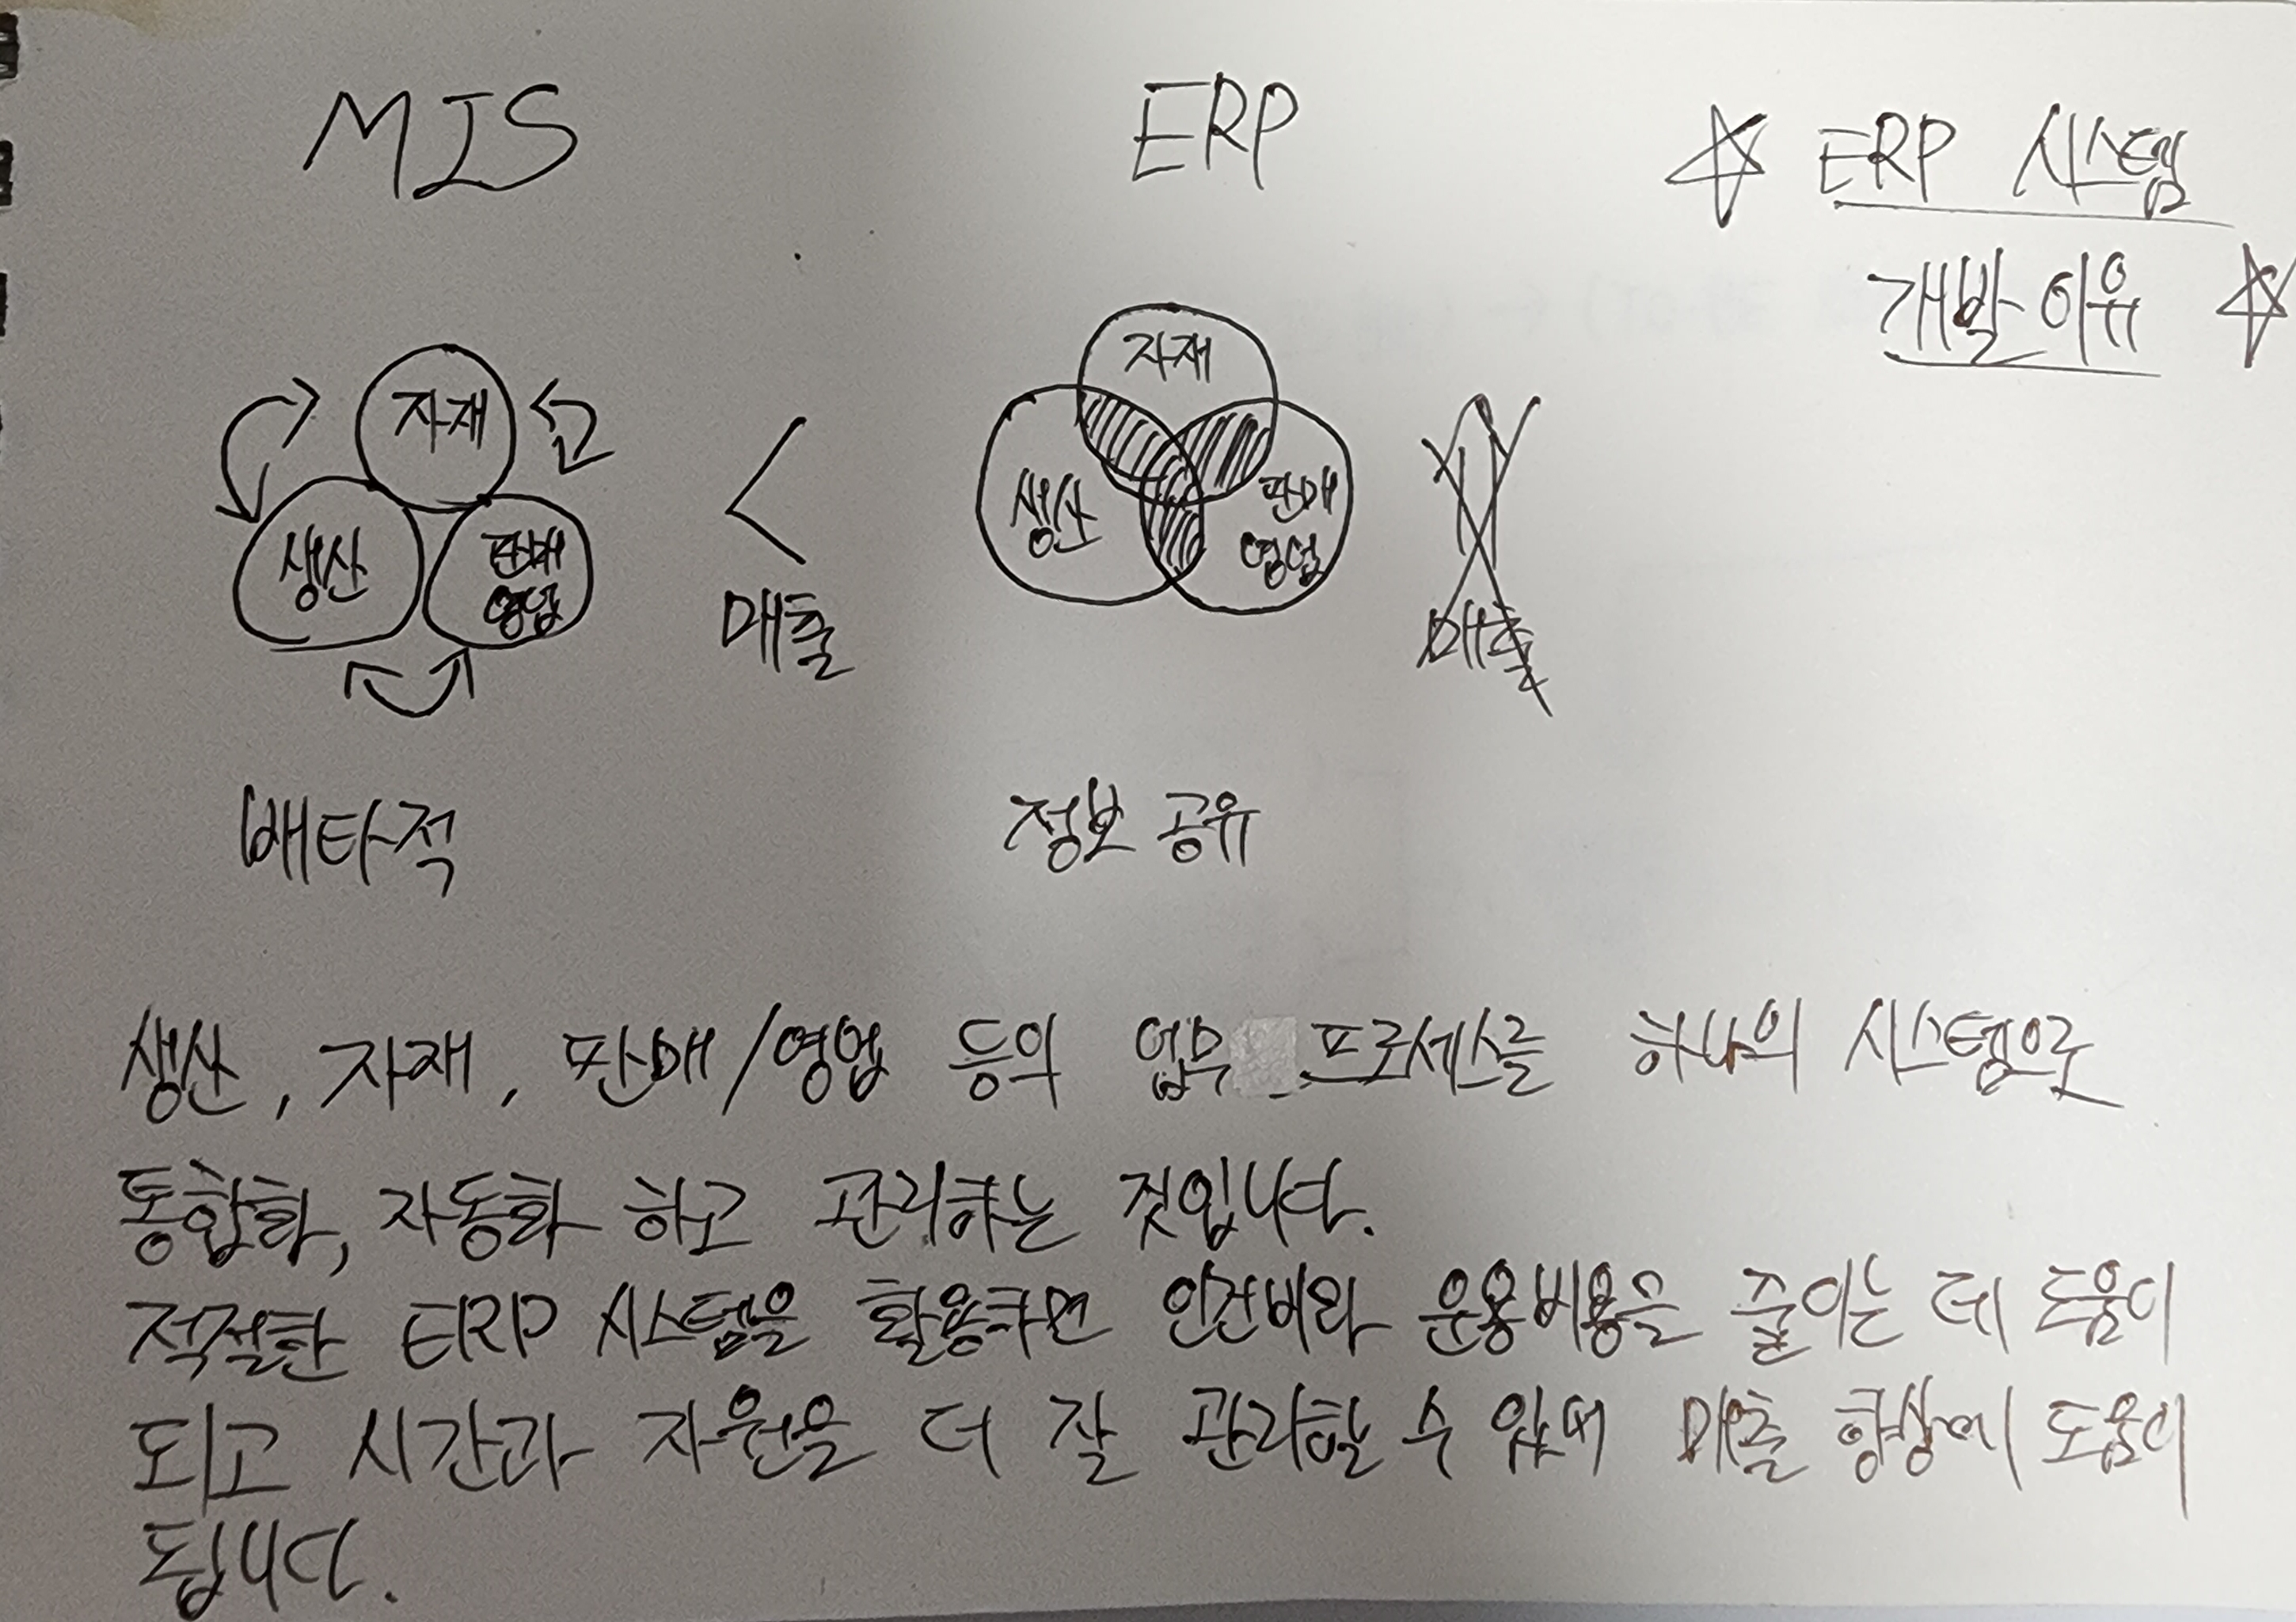 MIS
ERP
☆ ERP 시스템
개발 이유 ☆
자재
생산
판매
영업
<
매출
자재
생산
판매
영업
매출
배타적
정보 공유
생산, 자재, 판매/영업 등의 업무 프로세스를 하나의 시스템으로
통합화, 자동화 하고 관리하는 것입니다.
적절한 ERP 시스템을 활용하면 인건비와 운용비용을 줄이는 데 도움이
되고 시간과 자원을 더 잘 관리할 수 있어 매출 향상에 도움이
됩니다.